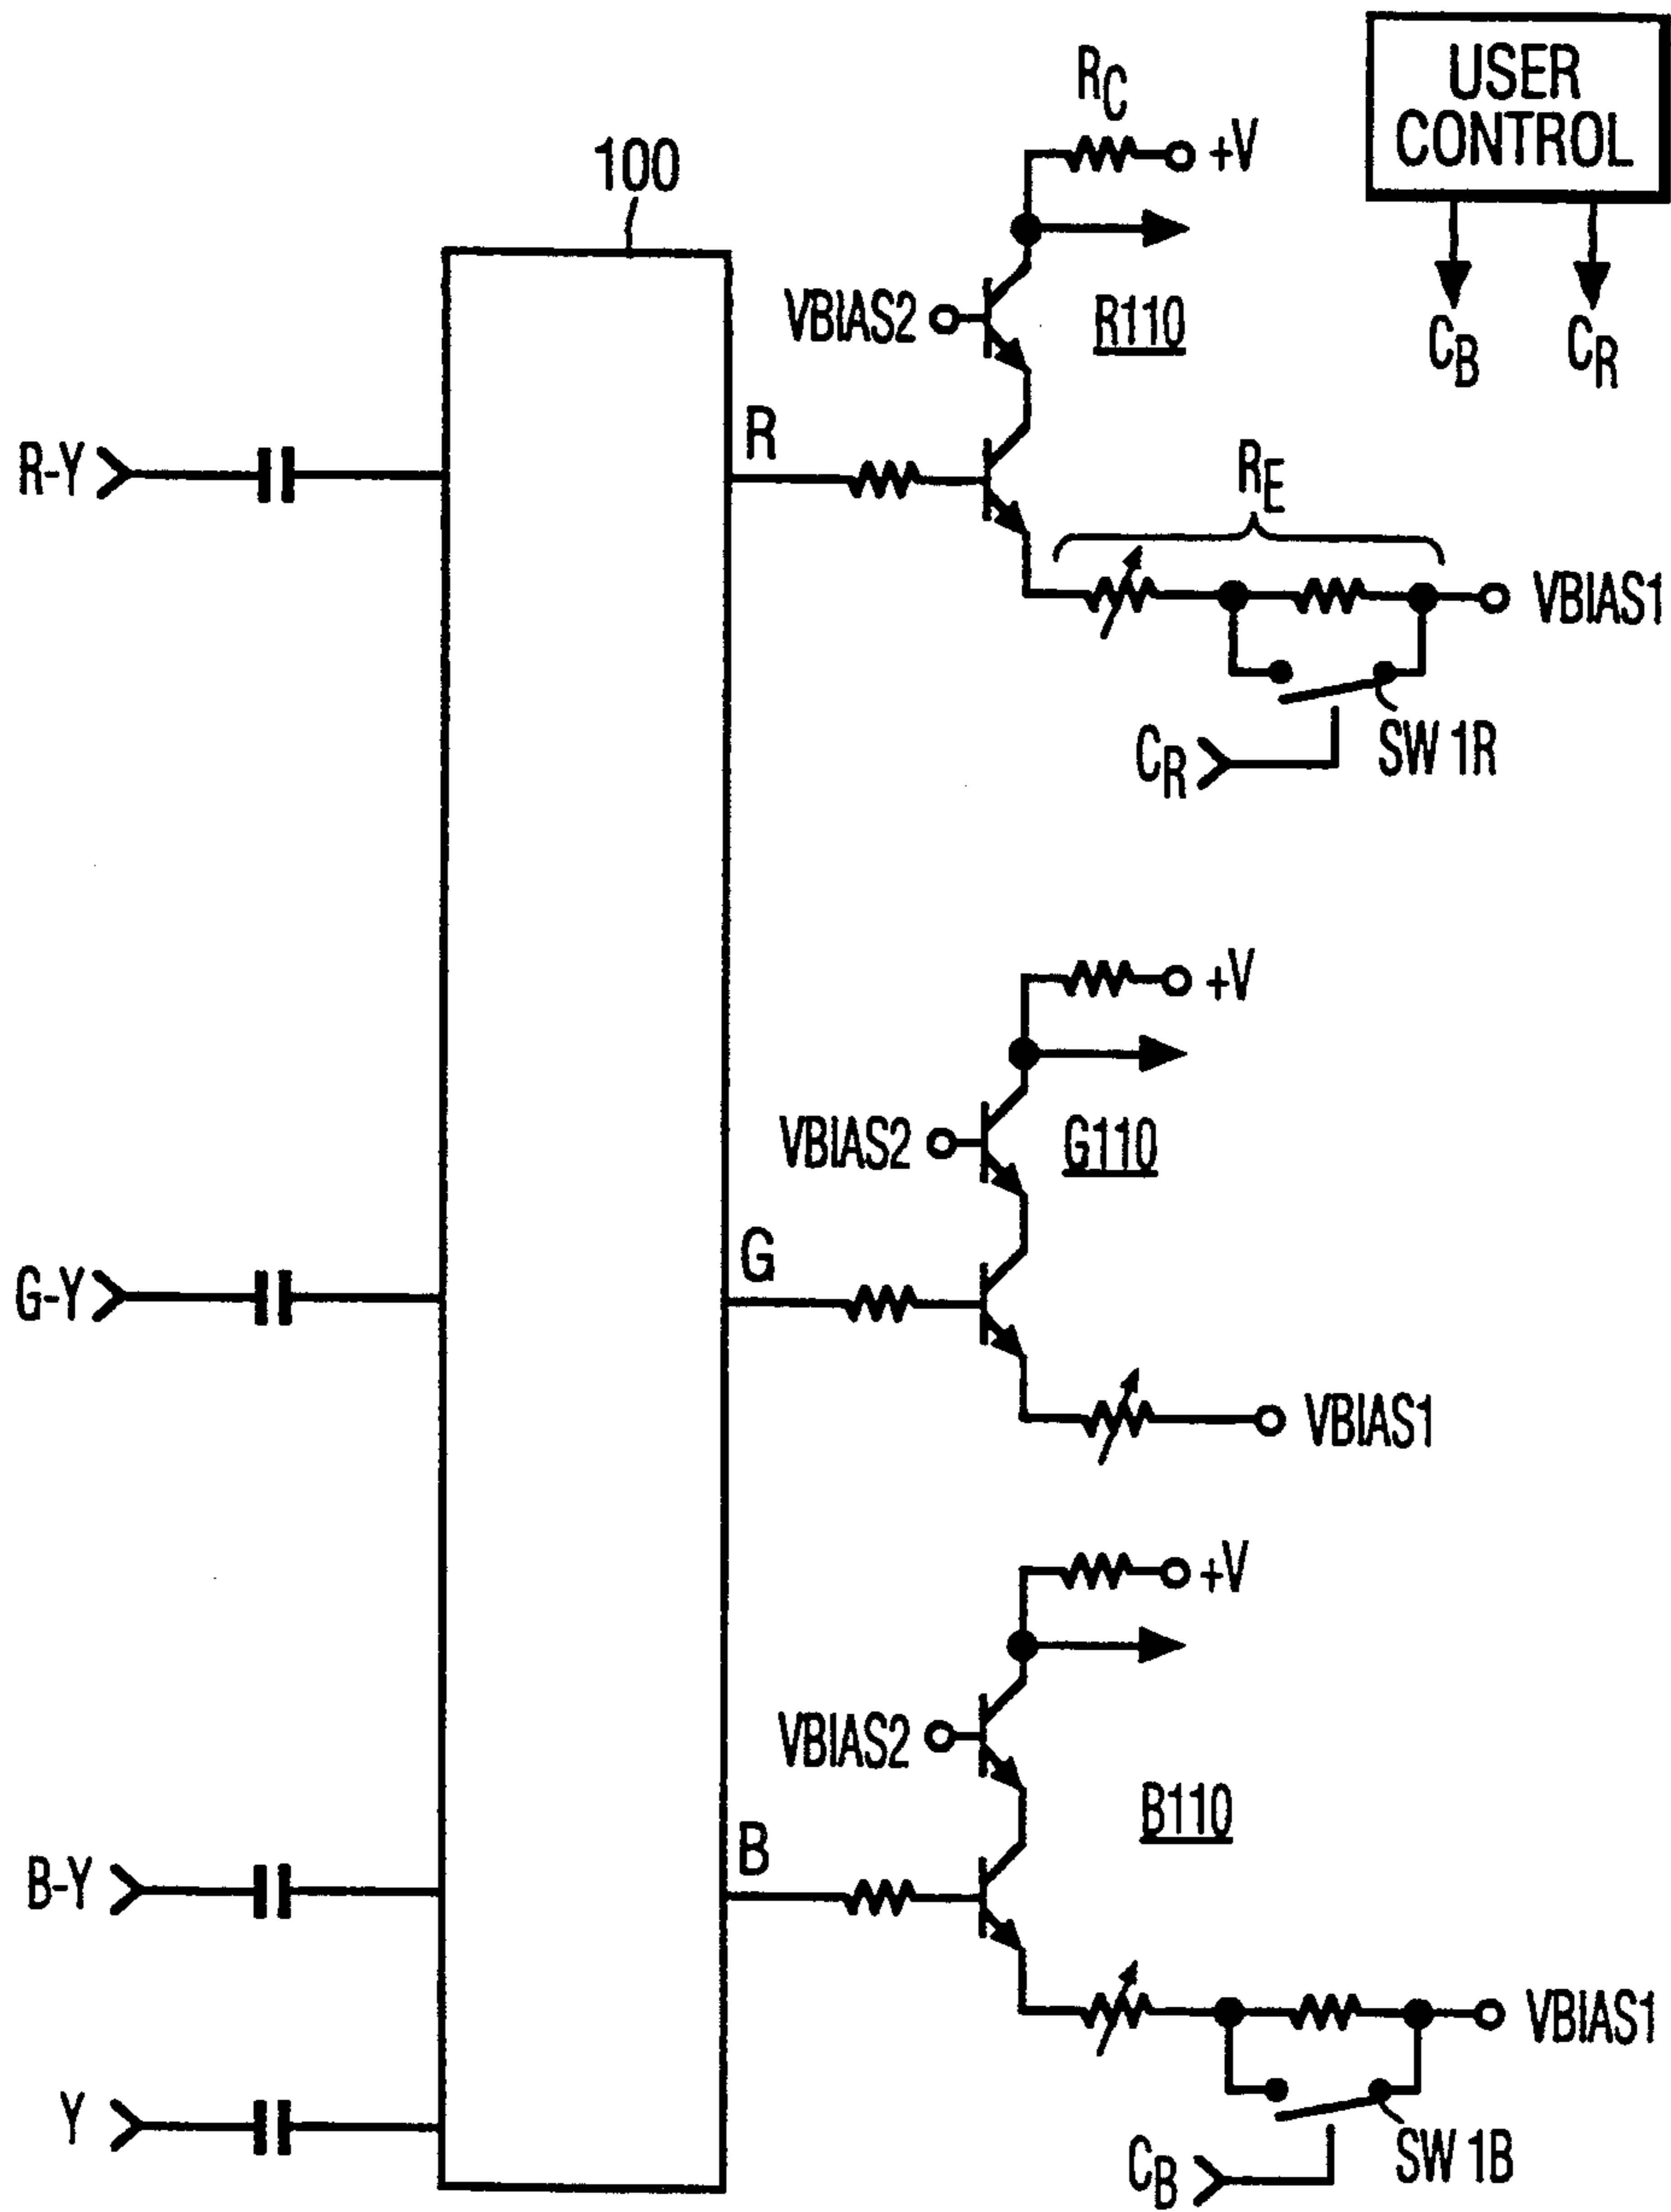 USER
CONTROL
CB
CR
100
RC
+V
VBIAS2
R110
R-Y
R
RE
VBIAS1
CR
SW 1R
+V
VBIAS2
G110
G-Y
G
VBIAS1
+V
VBIAS2
B110
B-Y
B
VBIAS1
Y
CB
SW 1B